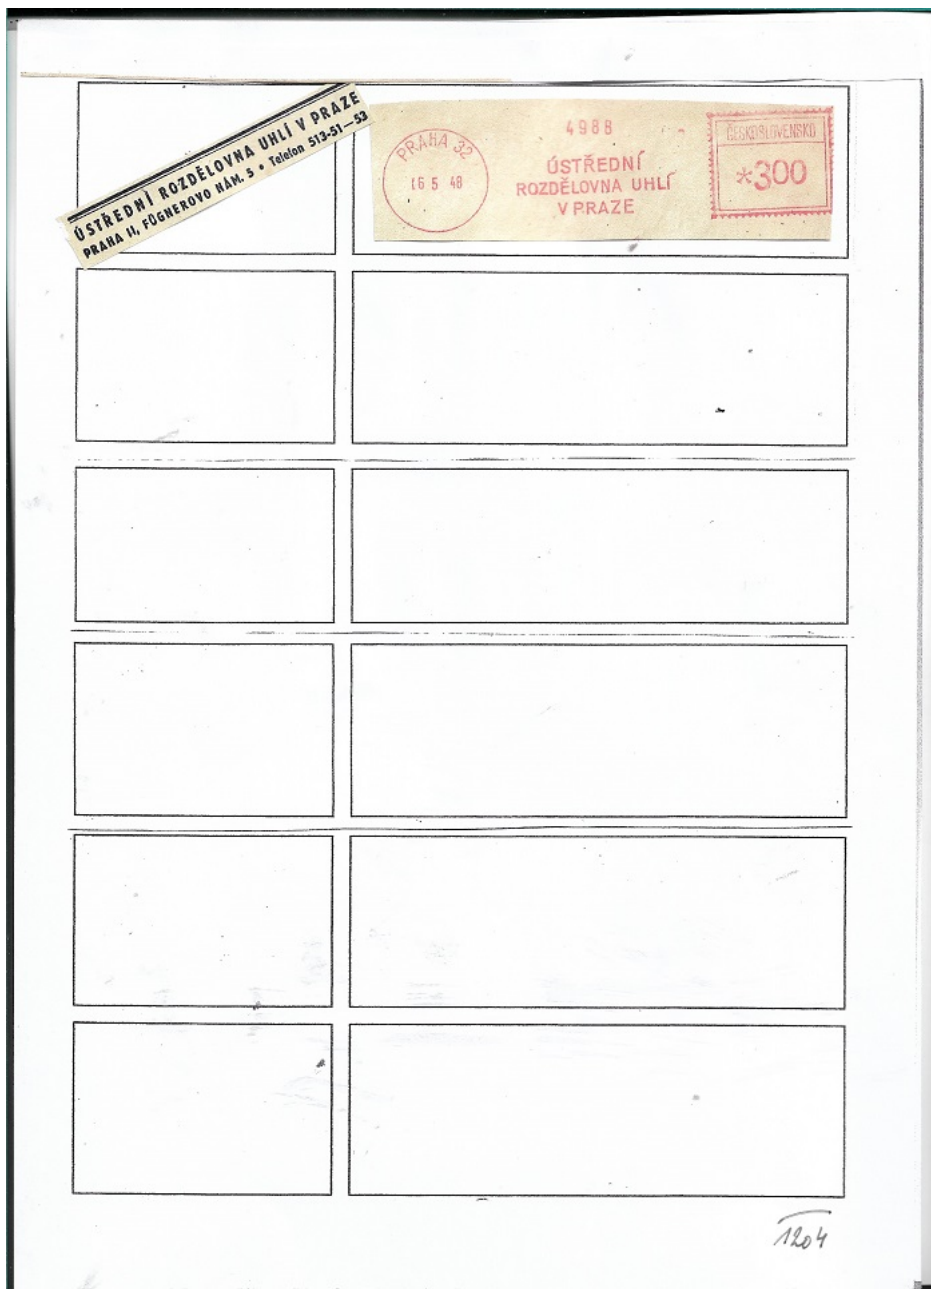 ÚSTŘEDNÍ ROZDĚLOVNA UHLÍ V PRAZE
PRAHA II, FÜGNEROVO NÁM. 5 • Telefon 513-51—53
PRAHA 32
16 5 48
4988
ÚSTŘEDNÍ
ROZDĚLOVNA UHLÍ
V PRAZE
ČESKOSLOVENSKO
*300
1204